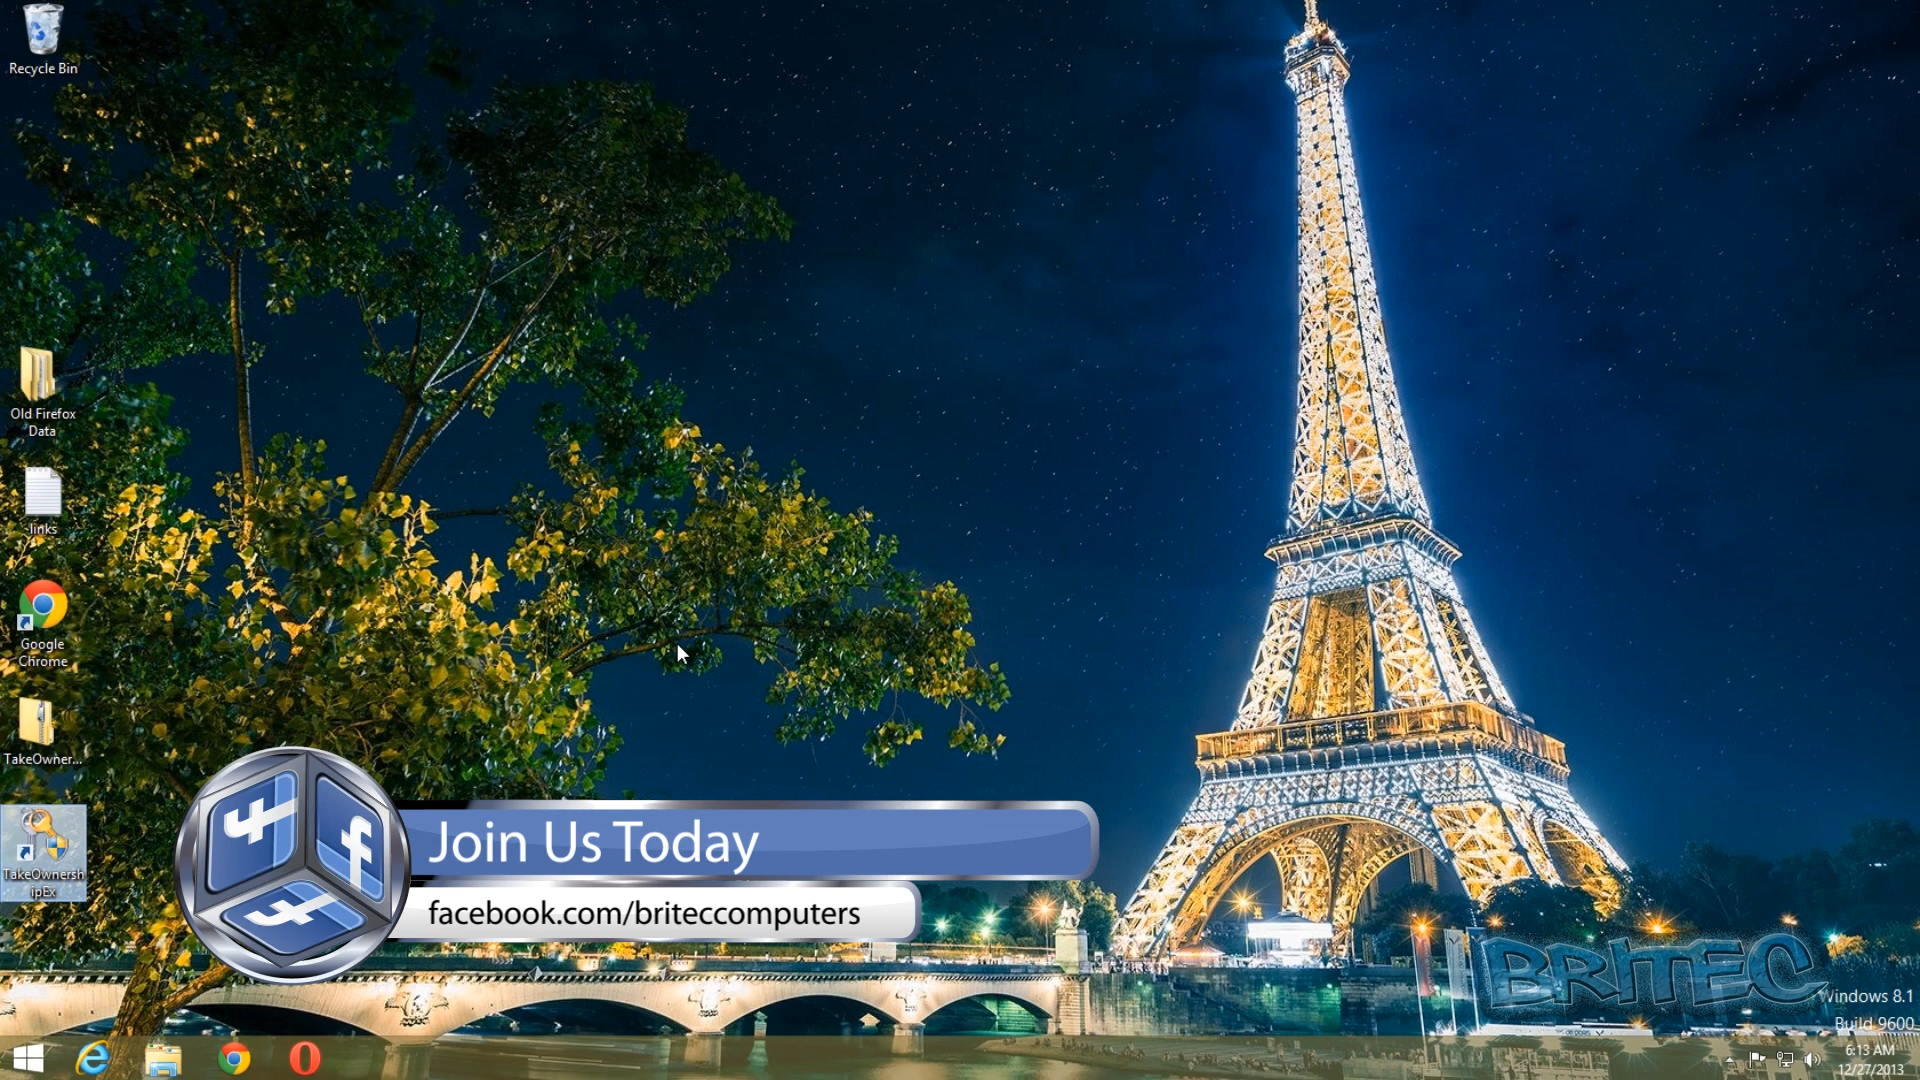 Recycle Bin
Old Firefox
Data
links
Google
Chrome
TakeOwner...
TakeOwnersh
ipEx
Join Us Today
facebook.com/briteccomputers
BRITEC
Windows 8.1
Build 9600
6:13 AM
12/27/2013